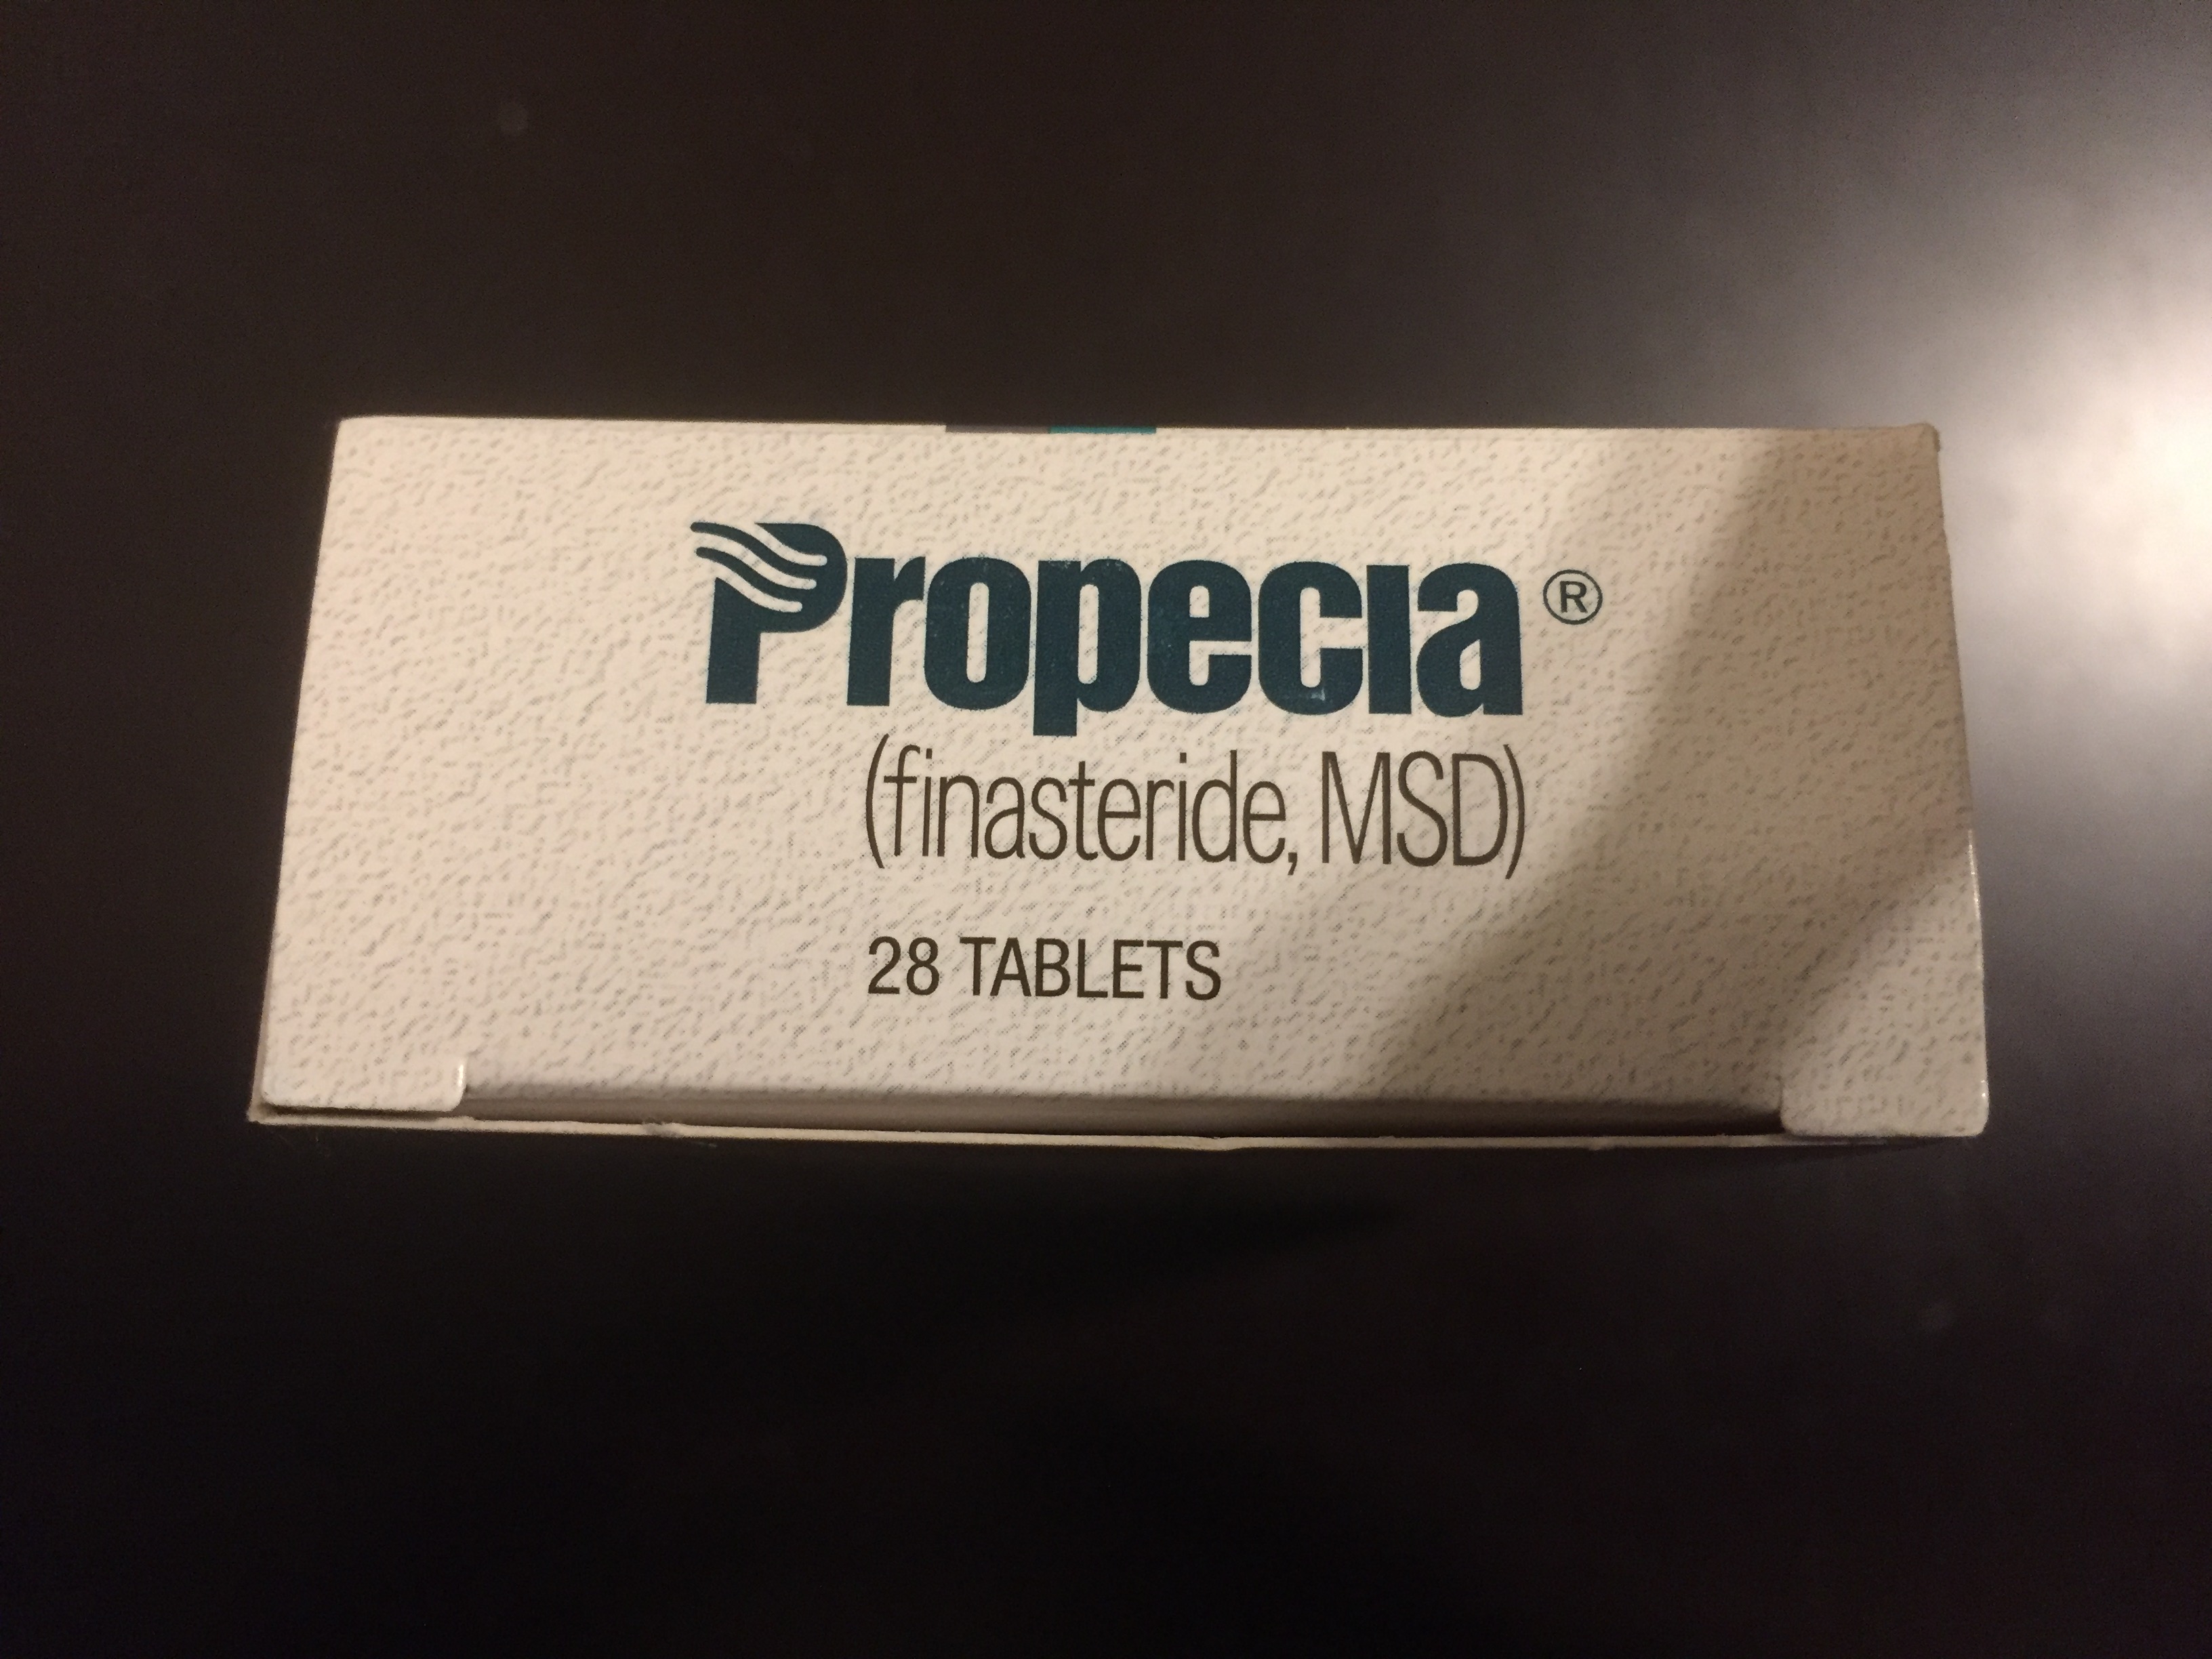 Propecia®
(finasteride, MSD)
28 TABLETS